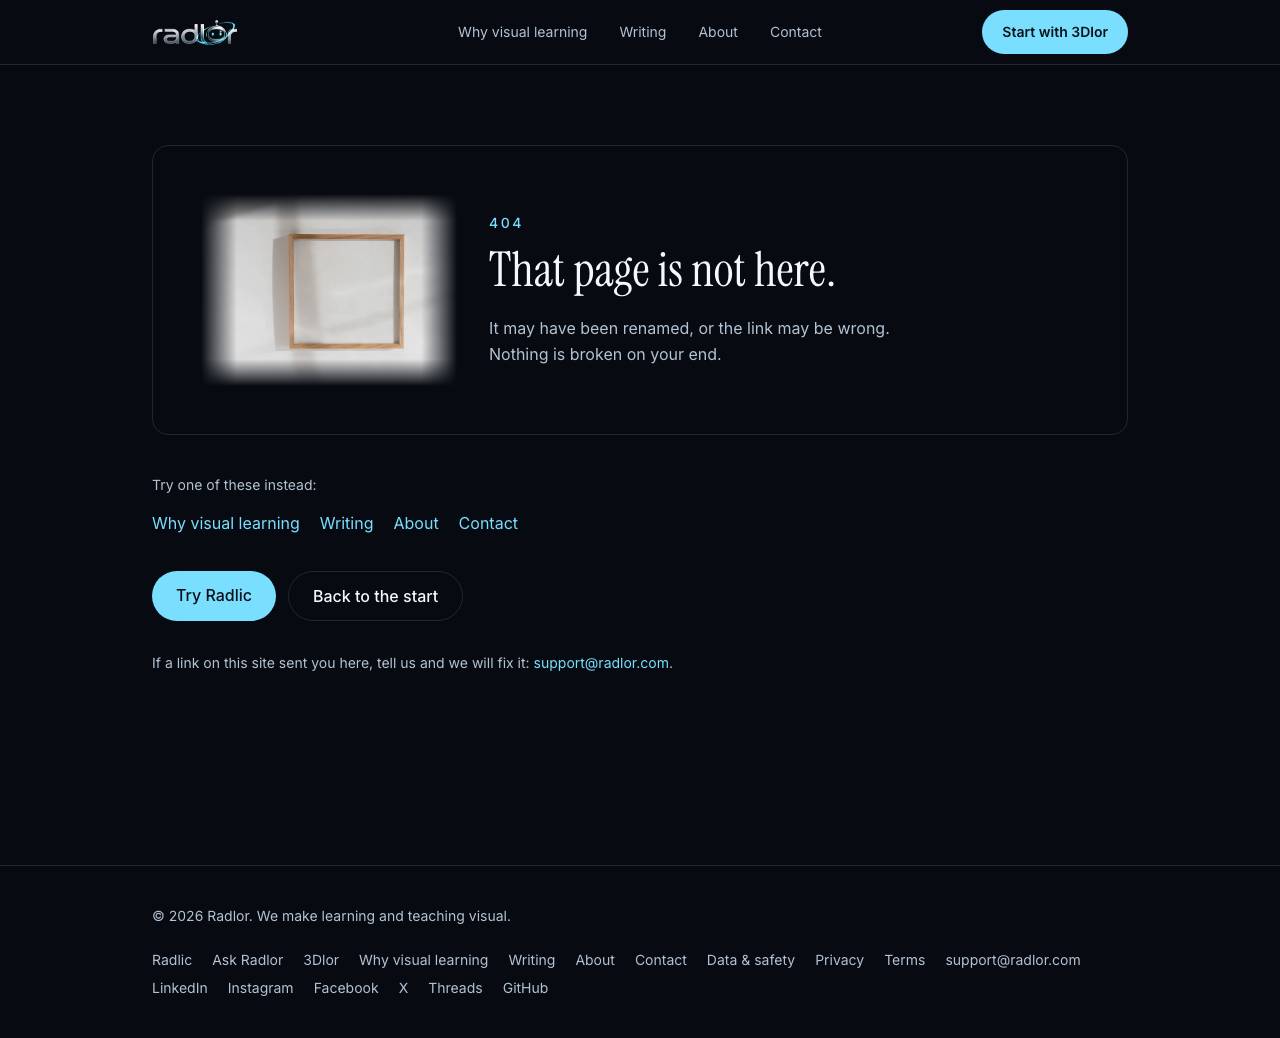 radlor
Why visual learning
Writing
About
Contact
Start with 3Dlor
404
That page is not here.
It may have been renamed, or the link may be wrong.
Nothing is broken on your end.
Try one of these instead:
Why visual learning Writing About Contact
Try Radlic
Back to the start
If a link on this site sent you here, tell us and we will fix it: support@radlor.com.
© 2026 Radlor. We make learning and teaching visual.
Radlic Ask Radlor 3Dlor Why visual learning Writing About Contact Data & safety Privacy Terms support@radlor.com
LinkedIn Instagram Facebook X Threads GitHub